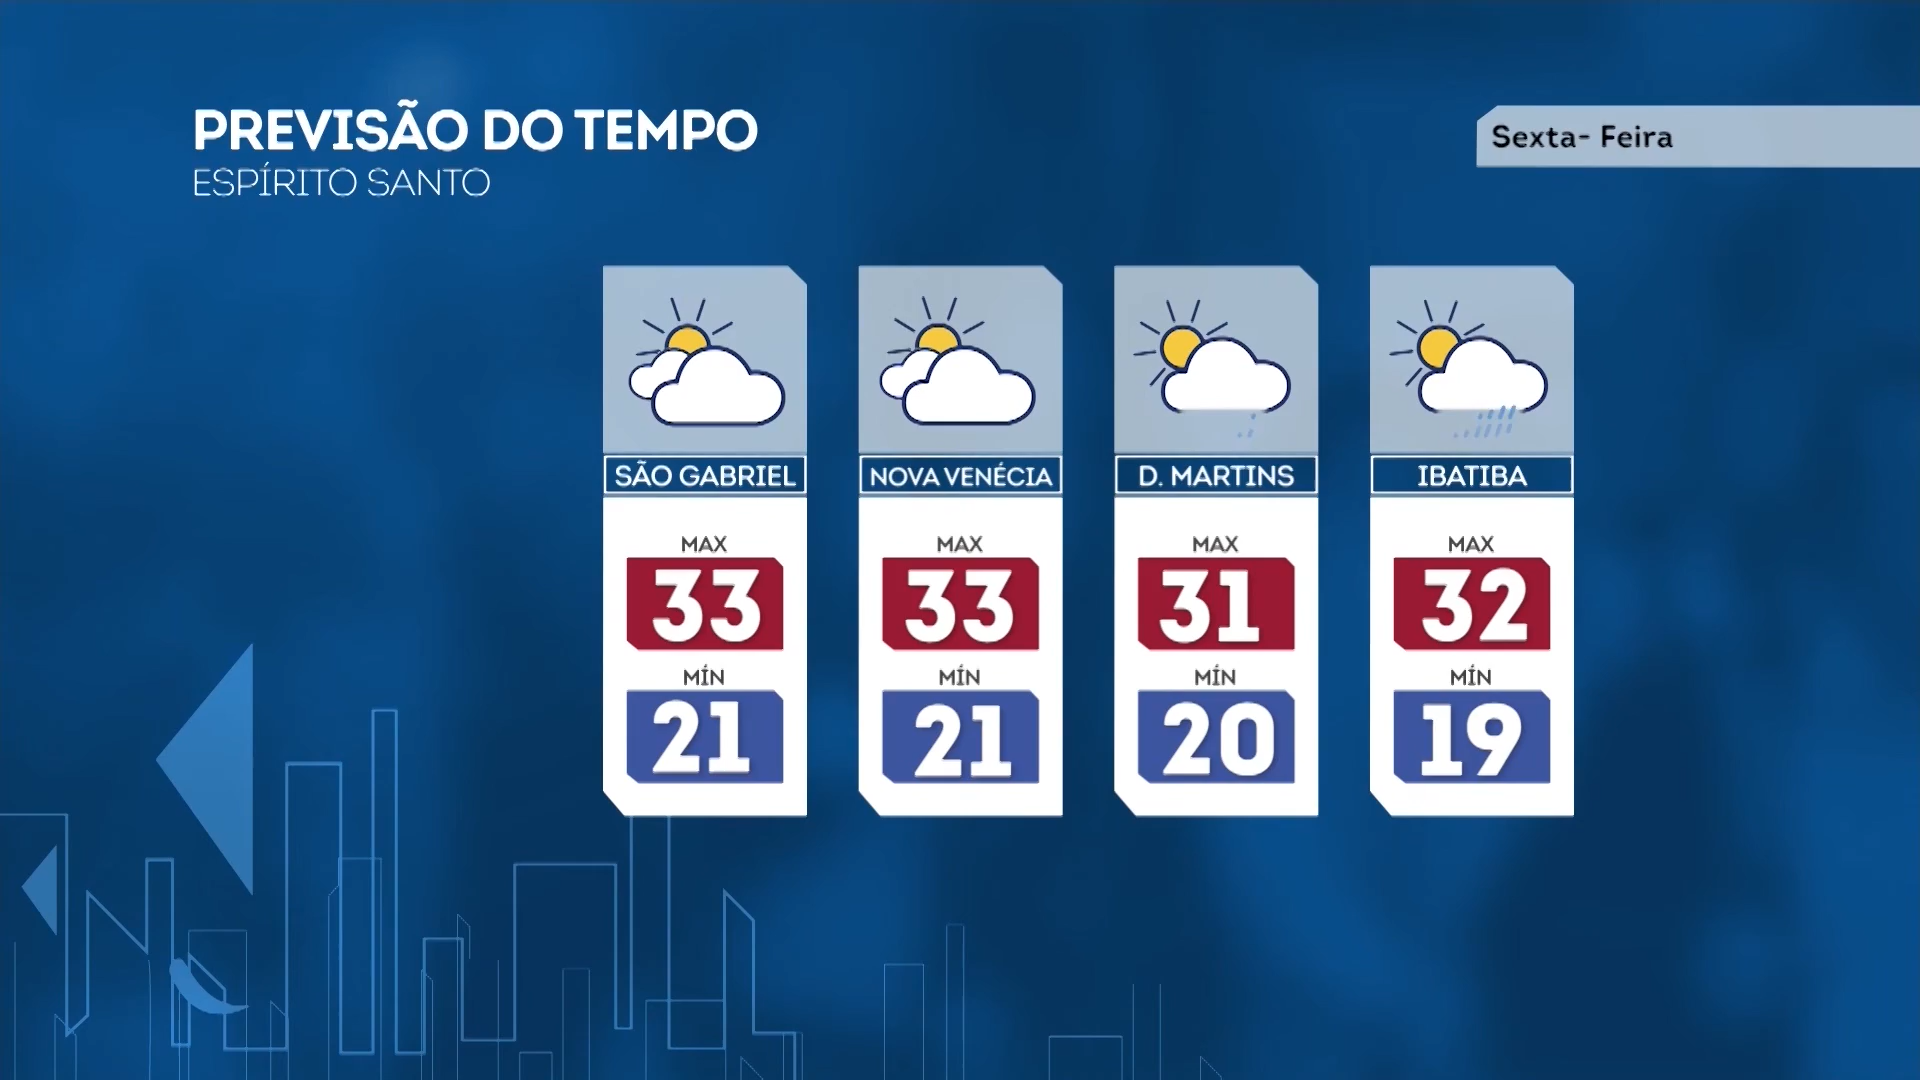 PREVISÃO DO TEMPO
ESPÍRITO SANTO
Sexta- Feira
SÃO GABRIEL
MAX
33
MÍN
21
NOVA VENÉCIA
MAX
33
MÍN
21
D. MARTINS
MAX
31
MÍN
20
IBATIBA
MAX
32
MÍN
19